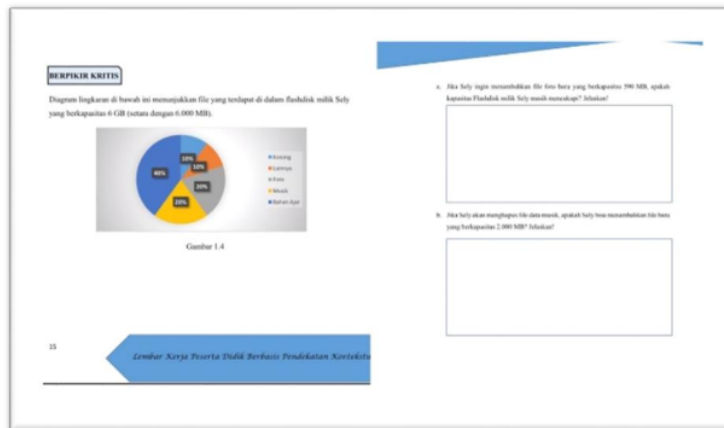 BERPIKIR KRITIS
Diagram lingkaran di bawah ini menunjukkan file yang terdapat di dalam flashdisk milik Sely
yang berkapasitas 6 GB (setara dengan 6.000 MB).
10%
10%
20%
20%
40%
Kosong
Lainnya
Foto
Musik
Bahan Ajar
Gambar 1.4
15
Lembar Kerja Peserta Didik Berbasis Pendekatan Kontekstu
a. Jika Sely ingin menambahkan file foto baru yang berkapasitas 590 MB, apakah
kapasitas Flashdisk milik Sely masih mencukupi? Jelaskan!
b. Jika Sely akan menghapus file data musik, apakah Sely bisa menambahkan file baru
yang berkapasitas 2.000 MB? Jelaskan!